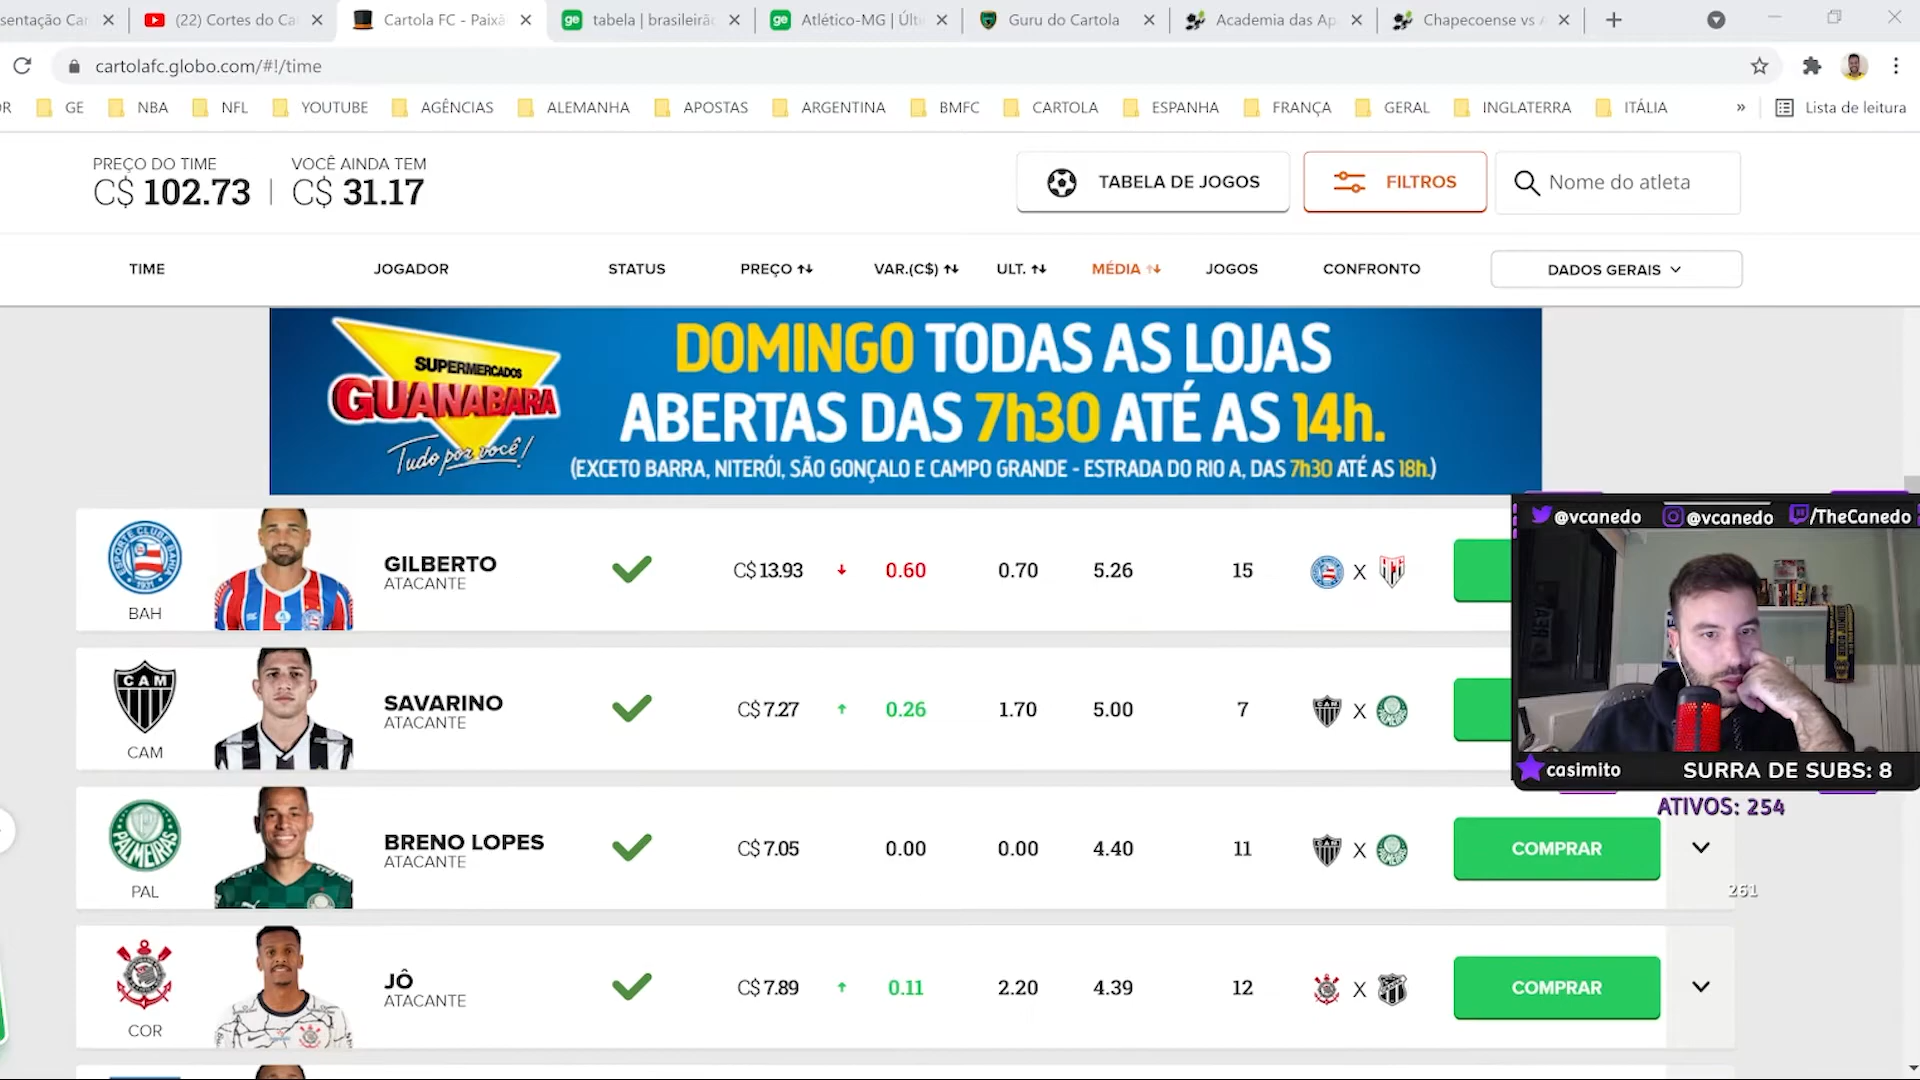 sentação Car
(22) Cortes do Ca
Cartola FC - Paixã
ge tabela | brasileirão
ge Atlético-MG | Últi
Guru do Cartola
Academia das Ap
Chapecoense vs A
cartolafc.globo.com/#!/time
OR
GE
NBA
NFL
YOUTUBE
AGÊNCIAS
ALEMANHA
APOSTAS
ARGENTINA
BMFC
CARTOLA
ESPANHA
FRANÇA
GERAL
INGLATERRA
ITÁLIA
»
Lista de leitura
PREÇO DO TIME
C$ 102.73
VOCÊ AINDA TEM
C$ 31.17
TABELA DE JOGOS
FILTROS
Nome do atleta
TIME JOGADOR STATUS PREÇO VAR.(C$) ULT. MÉDIA JOGOS CONFRONTO DADOS GERAIS
SUPERMERCADOS
GUANABARA
Tudo por você!
DOMINGO TODAS AS LOJAS
ABERTAS DAS 7h30 ATÉ AS 14h.
(EXCETO BARRA, NITERÓI, SÃO GONÇALO E CAMPO GRANDE - ESTRADA DO RIO A, DAS 7h30 ATÉ AS 18h.)
@vcanedo @vcanedo /TheCanedo
GILBERTO
ATACANTE
BAH
C$ 13.93 0.60 0.70 5.26 15 X
CAM
SAVARINO
ATACANTE
CAM
C$ 7.27 0.26 1.70 5.00 7 X
casimito SURRA DE SUBS: 8
ATIVOS: 254
PALMEIRAS
BRENO LOPES
ATACANTE
PAL
C$ 7.05 0.00 0.00 4.40 11 X
COMPRAR
261
JÔ
ATACANTE
COR
C$ 7.89 0.11 2.20 4.39 12 X
COMPRAR